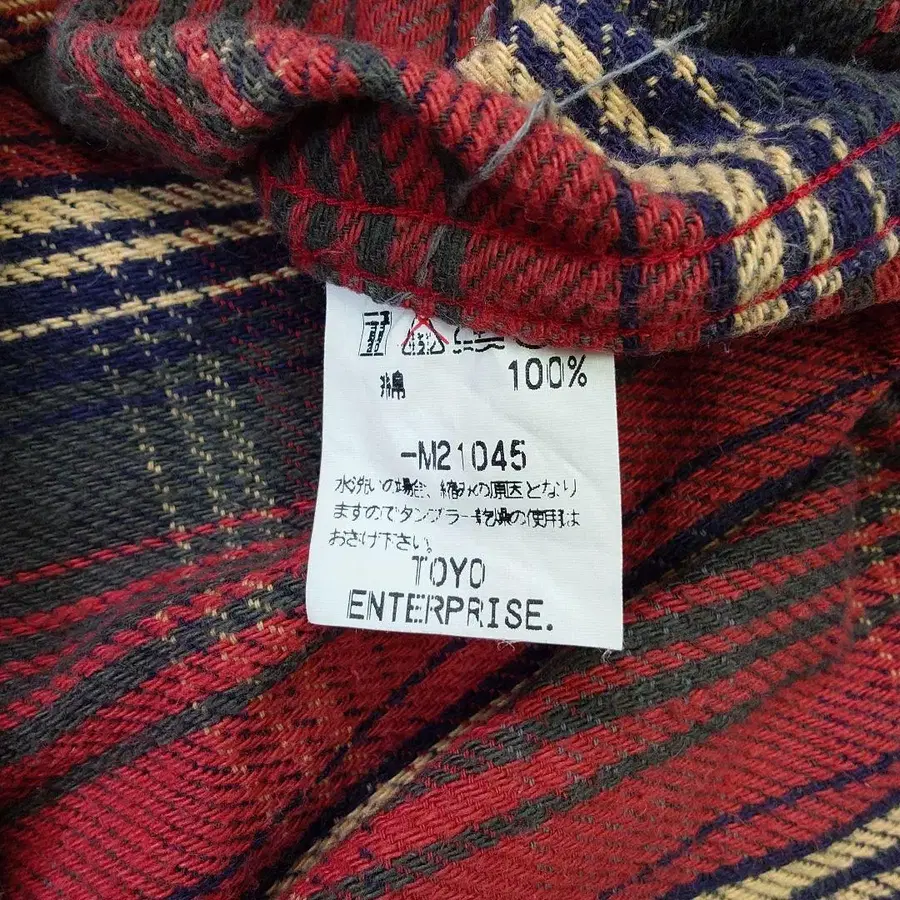 綿 100%
-M21045
水洗いの場合、縮みの原因となり
ますのでタンブラー乾燥の使用は
おさけ下さい。
TOYO
ENTERPRISE.